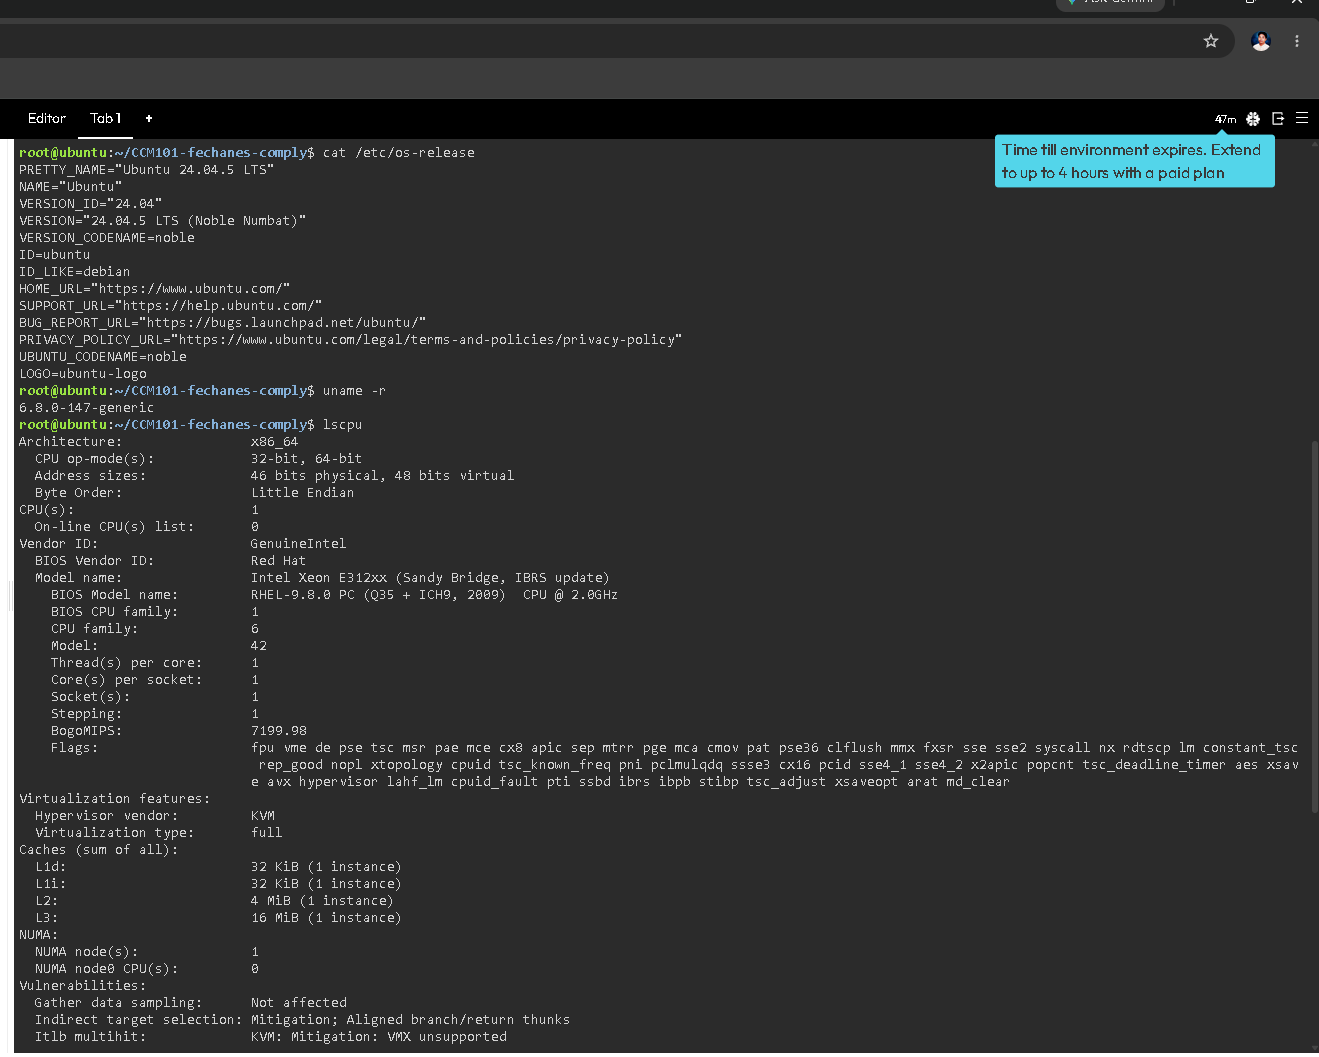 Ask Gemini
Editor Tab 1 +
47m
Time till environment expires. Extend
to up to 4 hours with a paid plan
root@ubuntu:~/CCM101-fechanes-comply$ cat /etc/os-release
PRETTY_NAME="Ubuntu 24.04.5 LTS"
NAME="Ubuntu"
VERSION_ID="24.04"
VERSION="24.04.5 LTS (Noble Numbat)"
VERSION_CODENAME=noble
ID=ubuntu
ID_LIKE=debian
HOME_URL="https://www.ubuntu.com/"
SUPPORT_URL="https://help.ubuntu.com/"
BUG_REPORT_URL="https://bugs.launchpad.net/ubuntu/"
PRIVACY_POLICY_URL="https://www.ubuntu.com/legal/terms-and-policies/privacy-policy"
UBUNTU_CODENAME=noble
LOGO=ubuntu-logo
root@ubuntu:~/CCM101-fechanes-comply$ uname -r
6.8.0-147-generic
root@ubuntu:~/CCM101-fechanes-comply$ lscpu
Architecture: x86_64
CPU op-mode(s): 32-bit, 64-bit
Address sizes: 46 bits physical, 48 bits virtual
Byte Order: Little Endian
CPU(s): 1
On-line CPU(s) list: 0
Vendor ID: GenuineIntel
BIOS Vendor ID: Red Hat
Model name: Intel Xeon E312xx (Sandy Bridge, IBRS update)
BIOS Model name: RHEL-9.8.0 PC (Q35 + ICH9, 2009) CPU @ 2.0GHz
BIOS CPU family: 1
CPU family: 6
Model: 42
Thread(s) per core: 1
Core(s) per socket: 1
Socket(s): 1
Stepping: 1
BogoMIPS: 7199.98
Flags: fpu vme de pse tsc msr pae mce cx8 apic sep mtrr pge mca cmov pat pse36 clflush mmx fxsr sse sse2 syscall nx rdtscp lm constant_tsc
rep_good nopl xtopology cpuid tsc_known_freq pni pclmulqdq ssse3 cx16 pcid sse4_1 sse4_2 x2apic popcnt tsc_deadline_timer aes xsav
e avx hypervisor lahf_lm cpuid_fault pti ssbd ibrs ibpb stibp tsc_adjust xsaveopt arat md_clear
Virtualization features:
Hypervisor vendor: KVM
Virtualization type: full
Caches (sum of all):
L1d: 32 KiB (1 instance)
L1i: 32 KiB (1 instance)
L2: 4 MiB (1 instance)
L3: 16 MiB (1 instance)
NUMA:
NUMA node(s): 1
NUMA node0 CPU(s): 0
Vulnerabilities:
Gather data sampling: Not affected
Indirect target selection: Mitigation; Aligned branch/return thunks
Itlb multihit: KVM: Mitigation: VMX unsupported